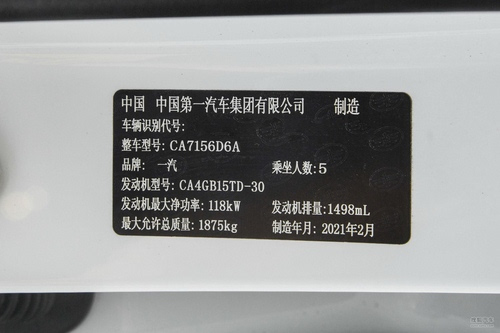 中国 中国第一汽车集团有限公司 制造
车辆识别代号:
整车型号: CA7156D6A
品牌: 一汽 乘坐人数: 5
发动机型号: CA4GB15TD-30
发动机最大净功率: 118kW 发动机排量: 1498mL
最大允许总质量: 1875kg 制造年月: 2021年2月